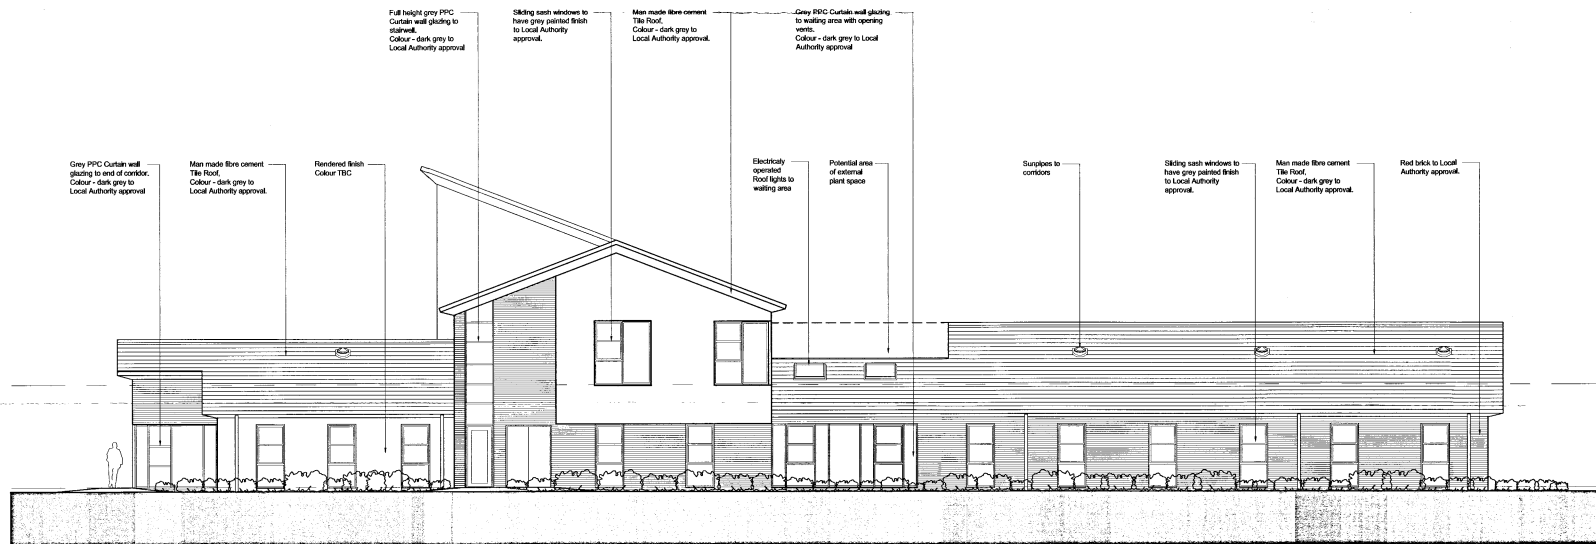 Full height grey PPC
Curtain wall glazing to
stairwell.
Colour - dark grey to
Local Authority approval
Sliding sash windows to
have grey painted finish
to Local Authority
approval.
Man made fibre cement
Tile Roof,
Colour - dark grey to
Local Authority approval.
Grey PPC Curtain wall glazing
to waiting area with opening
vents.
Colour - dark grey to Local
Authority approval
Grey PPC Curtain wall
glazing to end of corridor.
Colour - dark grey to
Local Authority approval
Man made fibre cement
Tile Roof,
Colour - dark grey to
Local Authority approval.
Rendered finish
Colour TBC
Electricaly
operated
Roof lights to
waiting area
Potential area
of external
plant space
Sunpipes to
corridors
Sliding sash windows to
have grey painted finish
to Local Authority
approval.
Man made fibre cement
Tile Roof,
Colour - dark grey to
Local Authority approval.
Red brick to Local
Authority approval.